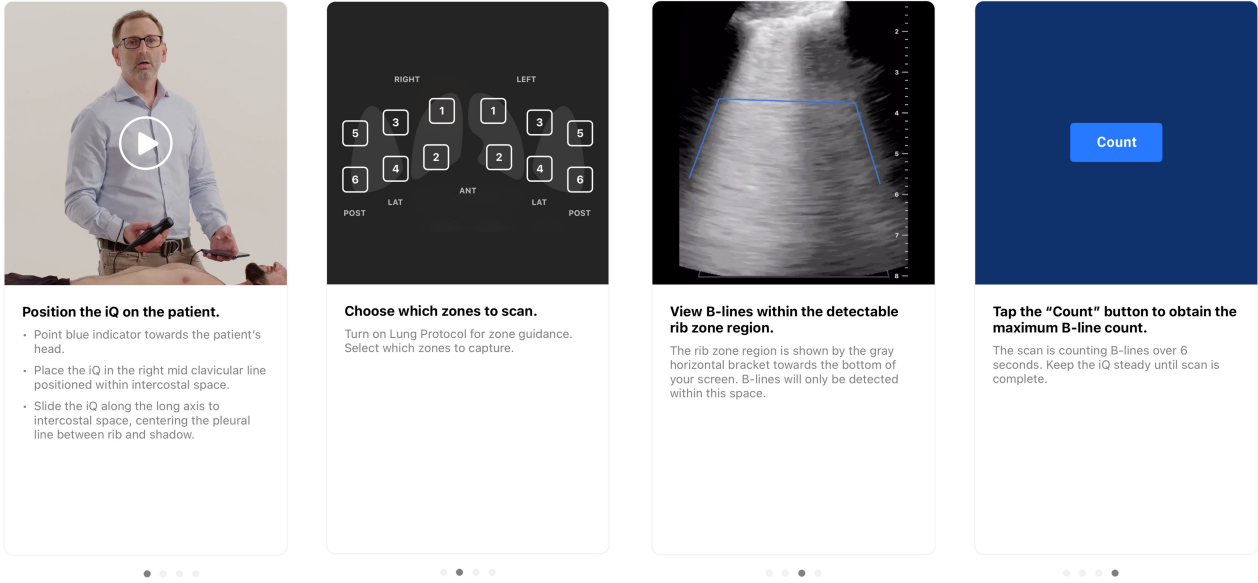 Position the iQ on the patient.
• Point blue indicator towards the patient's
head.
• Place the iQ in the right mid clavicular line
positioned within intercostal space.
• Slide the iQ along the long axis to
intercostal space, centering the pleural
line between rib and shadow.
RIGHT LEFT
1 1
3 3
5 5
2 2
4 4
6 6
ANT
LAT LAT
POST POST
Choose which zones to scan.
Turn on Lung Protocol for zone guidance.
Select which zones to capture.
2
3
4
5
6
7
8
View B-lines within the detectable
rib zone region.
The rib zone region is shown by the gray
horizontal bracket towards the bottom of
your screen. B-lines will only be detected
within this space.
Count
Tap the “Count” button to obtain the
maximum B-line count.
The scan is counting B-lines over 6
seconds. Keep the iQ steady until scan is
complete.